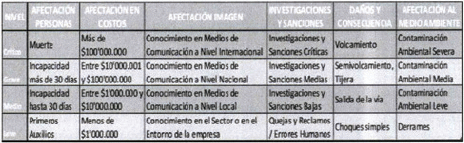 NIVEL AFECTACIÓN PERSONAS AFECTACIÓN EN COSTOS AFECTACIÓN IMAGEN INVESTIGACIONES Y SANCIONES DAÑOS Y CONSECUENCIA AFECTACIÓN AL MEDIO AMBIENTE
Crítico Muerte Más de $100'000.000 Conocimiento en Medios de Comunicación a Nivel Internacional Investigaciones y Sanciones Críticas Volcamiento Contaminación Ambiental Severa
Grave Incapacidad más de 30 días Entre $10'000.001 y $100'000.000 Conocimiento en Medios de Comunicación a Nivel Nacional Investigaciones y Sanciones Medias Semivolcamiento, Tijera Contaminación Ambiental Media
Medio Incapacidad hasta 30 días Entre $1'000.000 y $10'000.000 Conocimiento en Medios de Comunicación a Nivel Local Investigaciones y Sanciones Bajas Salida de la vía Contaminación Ambiental Leve
Leve Primeros Auxilios Menos de $1'000.000 Conocimiento en el Sector o en el Entorno de la empresa Quejas y Reclamos / Errores Humanos Choques simples Derrames